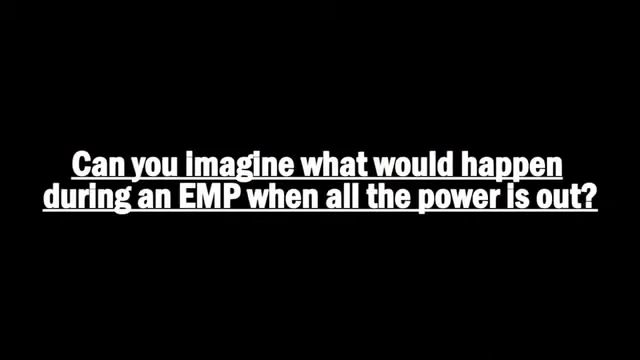 Can you imagine what would happen
during an EMP when all the power is out?